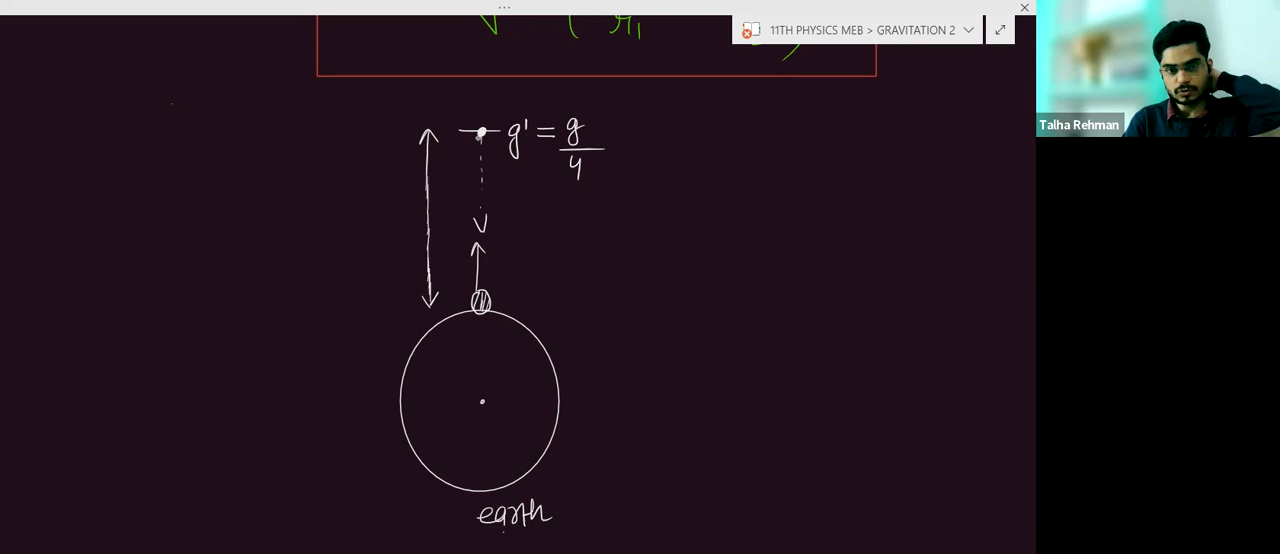 11TH PHYSICS MEB > GRAVITATION 2
Talha Rehman
g' = g/4
V
earth